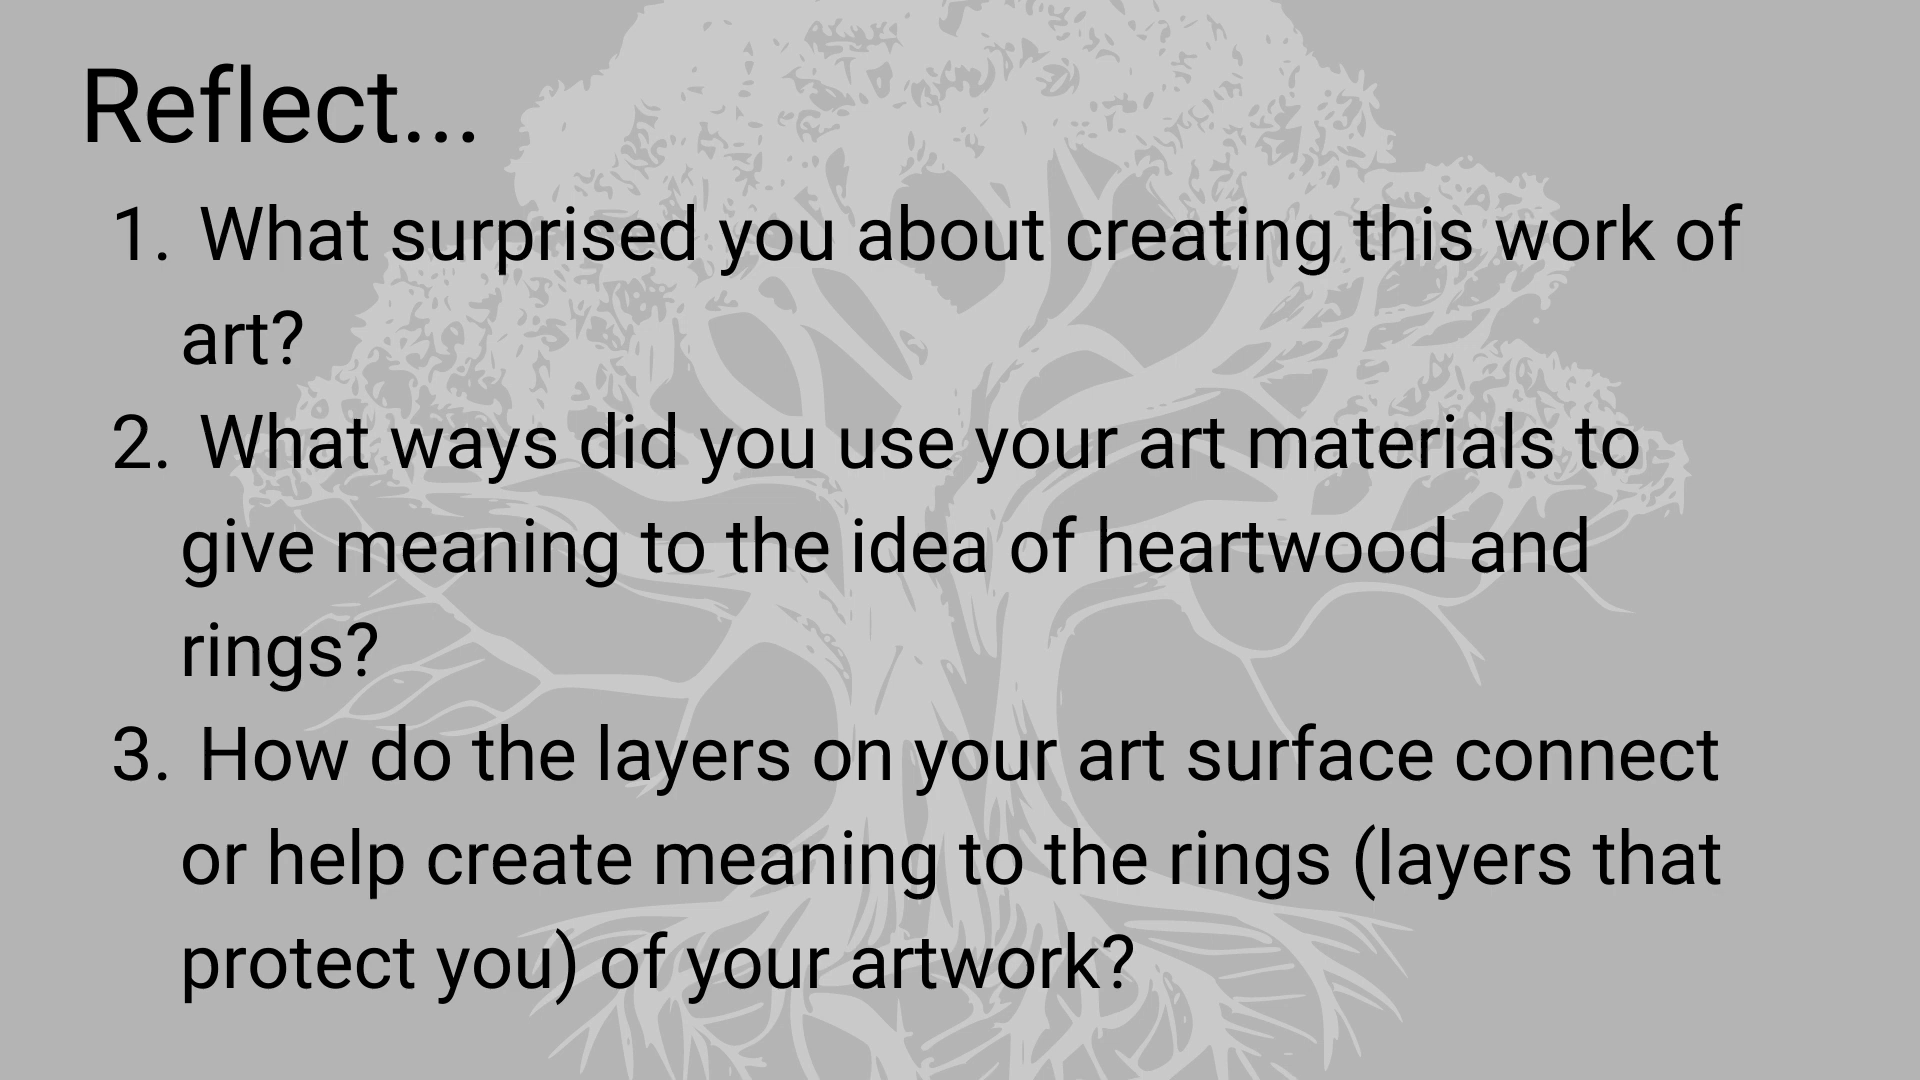 Reflect...
1. What surprised you about creating this work of
art?
2. What ways did you use your art materials to
give meaning to the idea of heartwood and
rings?
3. How do the layers on your art surface connect
or help create meaning to the rings (layers that
protect you) of your artwork?